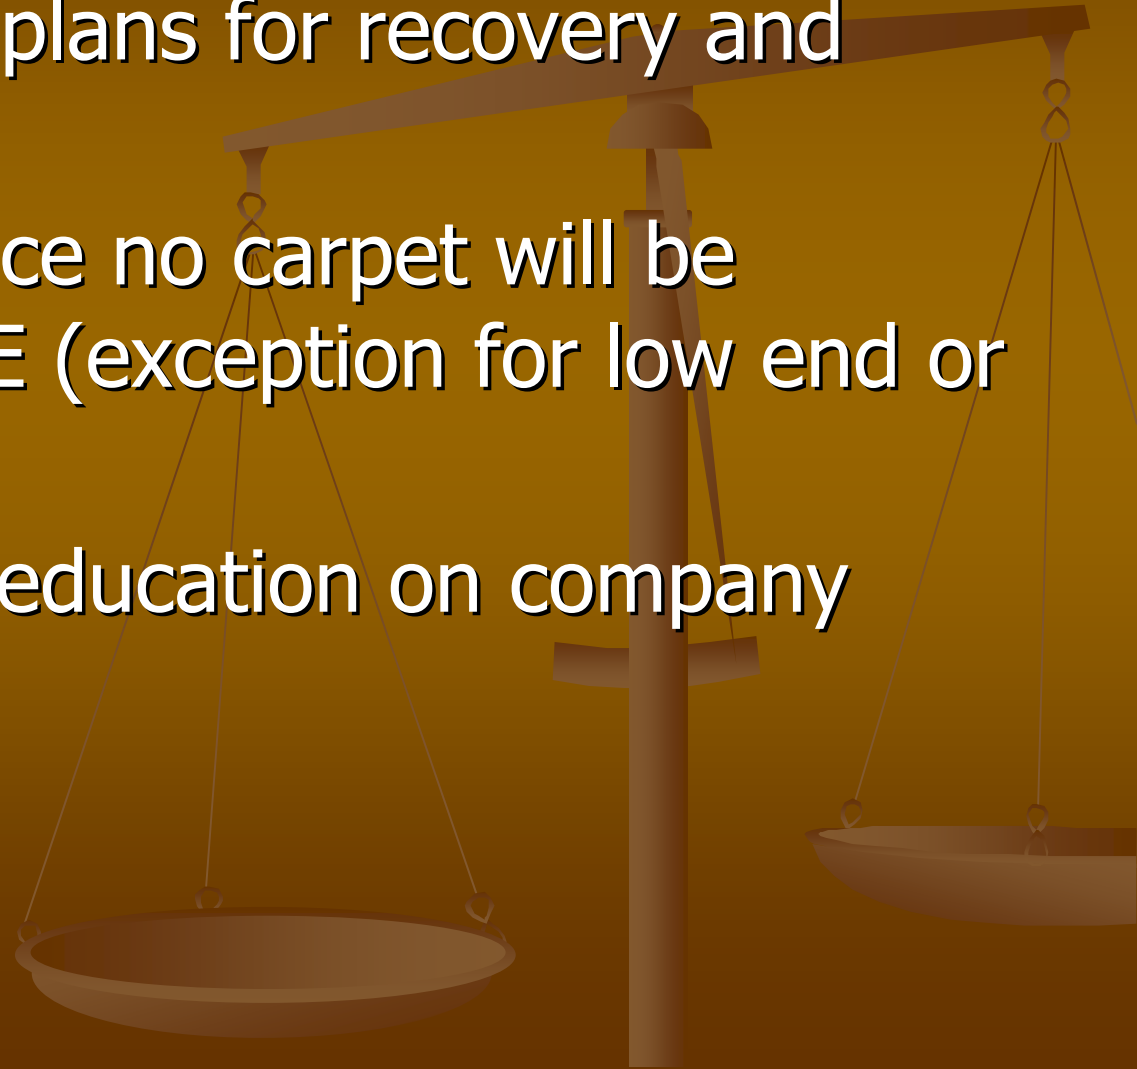 plans for recovery and
ce no carpet will be
E (exception for low end or
education on company